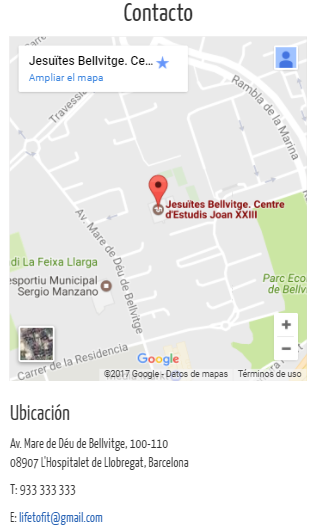 Contacto
Jesuïtes Bellvitge. Ce...
Ampliar el mapa
Travessia
Rambla de la Marina
Jesuïtes Bellvitge. Centre
d'Estudis Joan XXIII
Av. Mare de Déu de Bellvitge
di La Feixa Llarga
esportiu Municipal
Sergio Manzano
Parc Eco
de Bellv
+
−
Google
Carrer de la Residencia
©2017 Google - Datos de mapas
Términos de uso
Ubicación
Av. Mare de Déu de Bellvitge, 100-110
08907 L'Hospitalet de Llobregat, Barcelona
T: 933 333 333
E: lifetofit@gmail.com